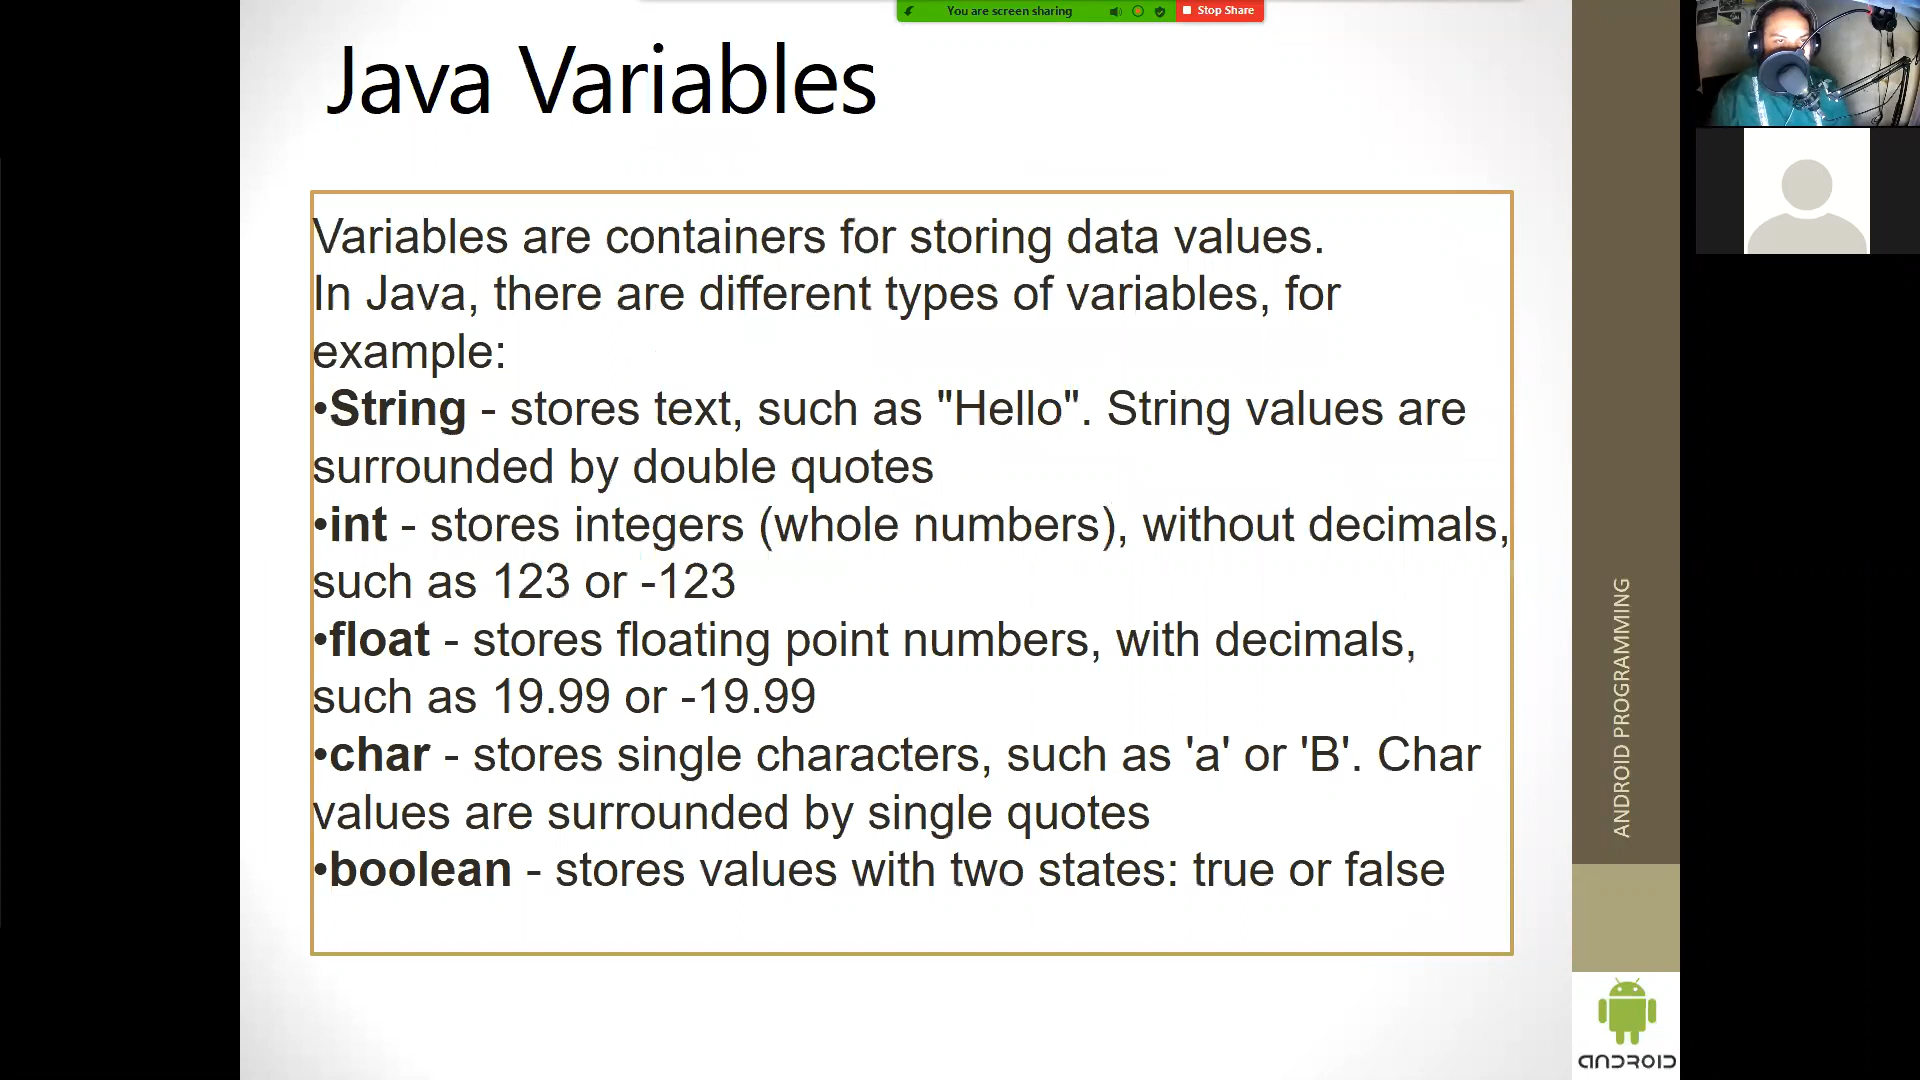 You are screen sharing
Stop Share
Java Variables
Variables are containers for storing data values.
In Java, there are different types of variables, for
example:
•String - stores text, such as "Hello". String values are
surrounded by double quotes
•int - stores integers (whole numbers), without decimals,
such as 123 or -123
•float - stores floating point numbers, with decimals,
such as 19.99 or -19.99
•char - stores single characters, such as 'a' or 'B'. Char
values are surrounded by single quotes
•boolean - stores values with two states: true or false
ANDROID PROGRAMMING
ANDROID